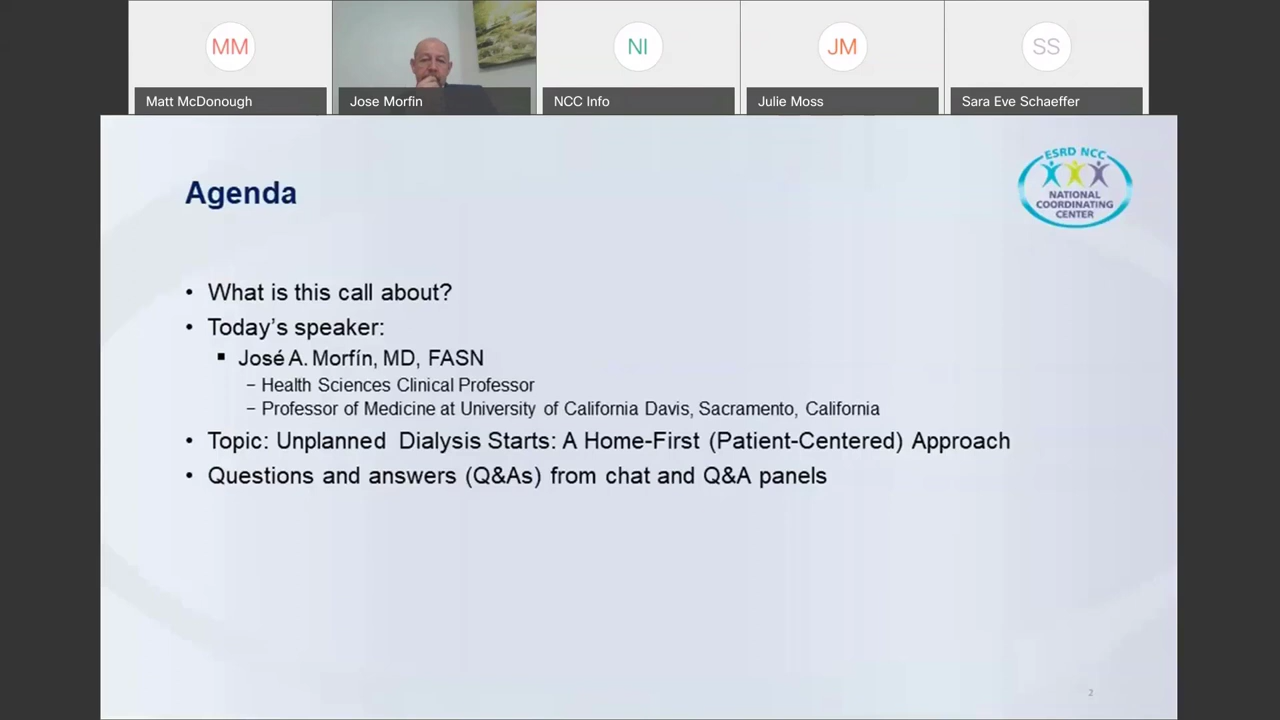 MM
NI
JM
SS
Matt McDonough
Jose Morfin
NCC Info
Julie Moss
Sara Eve Schaeffer
ESRD NCC
NATIONAL
COORDINATING
CENTER
Agenda
• What is this call about?
• Today's speaker:
▪ José A. Morfín, MD, FASN
− Health Sciences Clinical Professor
− Professor of Medicine at University of California Davis, Sacramento, California
• Topic: Unplanned Dialysis Starts: A Home-First (Patient-Centered) Approach
• Questions and answers (Q&As) from chat and Q&A panels
2